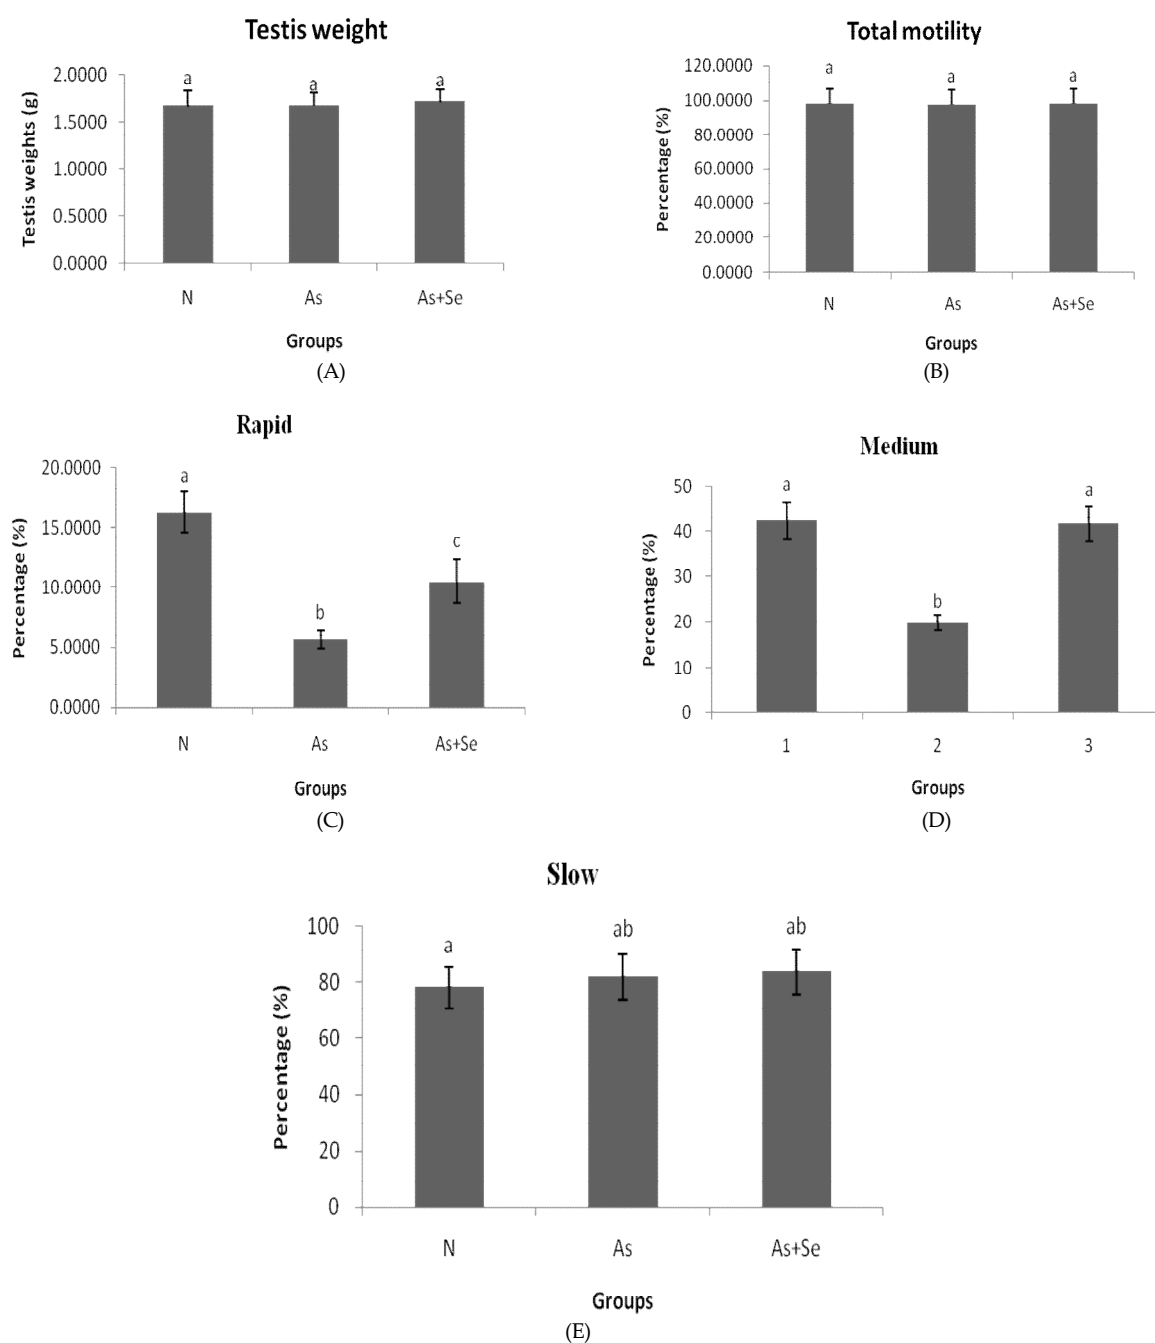 Testis weight
a a a
2.0000
1.5000
1.0000
0.5000
0.0000
Testis weights (g)
N As As+Se
Groups
(A)
Total motility
a a a
120.0000
100.0000
80.0000
60.0000
40.0000
20.0000
0.0000
Percentage (%)
N As As+Se
Groups
(B)
Rapid
20.0000
15.0000
10.0000
5.0000
0.0000
Percentage (%)
a b c
N As As+Se
Groups
(C)
Medium
50
40
30
20
10
0
Percentage (%)
a b a
1 2 3
Groups
(D)
Slow
100
80
60
40
20
0
Percentage (%)
a ab ab
N As As+Se
Groups
(E)